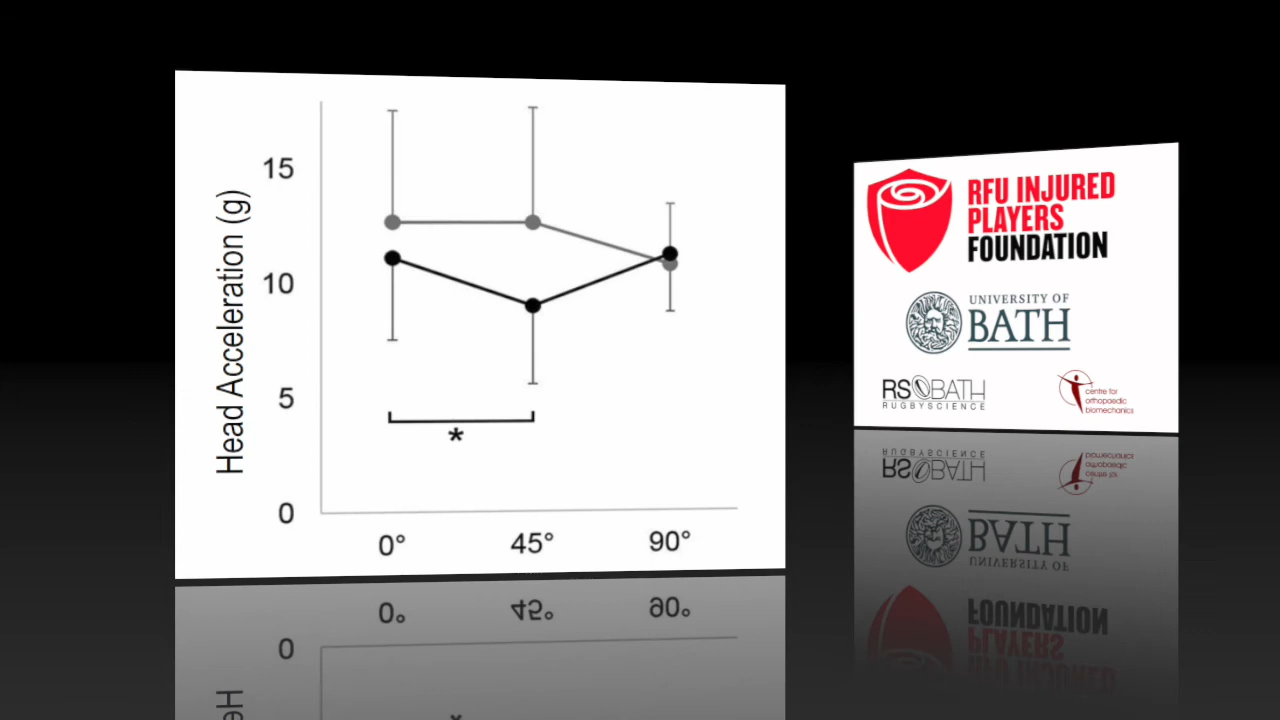 Head Acceleration (g)
15
10
5
0
*
0°
45°
90°
RFU INJURED
PLAYERS
FOUNDATION
UNIVERSITY OF
BATH
RS BATH
RUGBYSCIENCE
centre for
orthopaedic
biomechanics